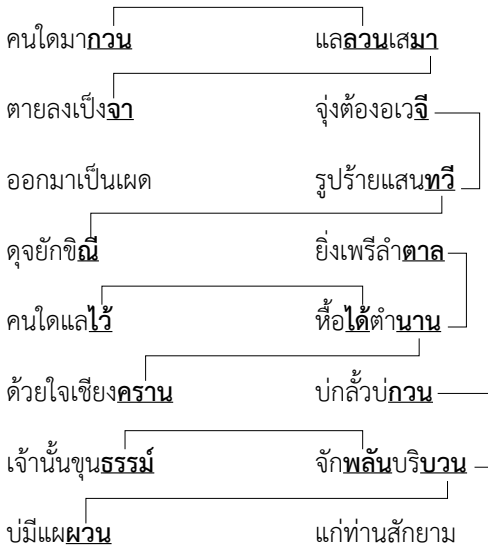 คนใดมากวน แลลวนเสมา
ตายลงเป็งจา จุ่งต้องอเวจี
ออกมาเป็นเผด รูปร้ายแสนทวี
ดุจยักขิณี ยิ่งเพรีลำตาล
คนใดแลไว้ หื้อได้ตำนาน
ด้วยใจเชียงคราน บ่กลั้วบ่กวน
เจ้านั้นขุนธรรม์ จักพลันบริบวน
บ่มีแผผวน แก่ท่านสักยาม